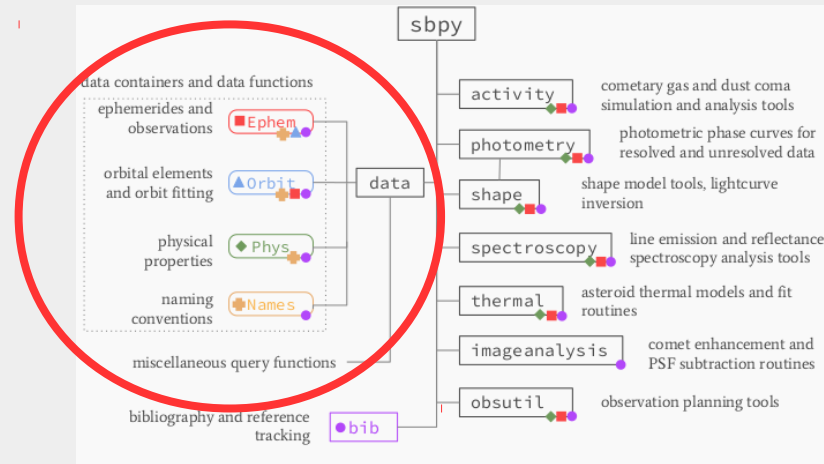 sbpy
data containers and data functions
ephemerides and
observations
Ephem
orbital elements
and orbit fitting
Orbit
physical
properties
Phys
naming
conventions
Names
data
miscellaneous query functions
bibliography and reference
tracking
bib
activity
cometary gas and dust coma
simulation and analysis tools
photometry
photometric phase curves for
resolved and unresolved data
shape
shape model tools, lightcurve
inversion
spectroscopy
line emission and reflectance
spectroscopy analysis tools
thermal
asteroid thermal models and fit
routines
imageanalysis
comet enhancement and
PSF subtraction routines
obsutil
observation planning tools